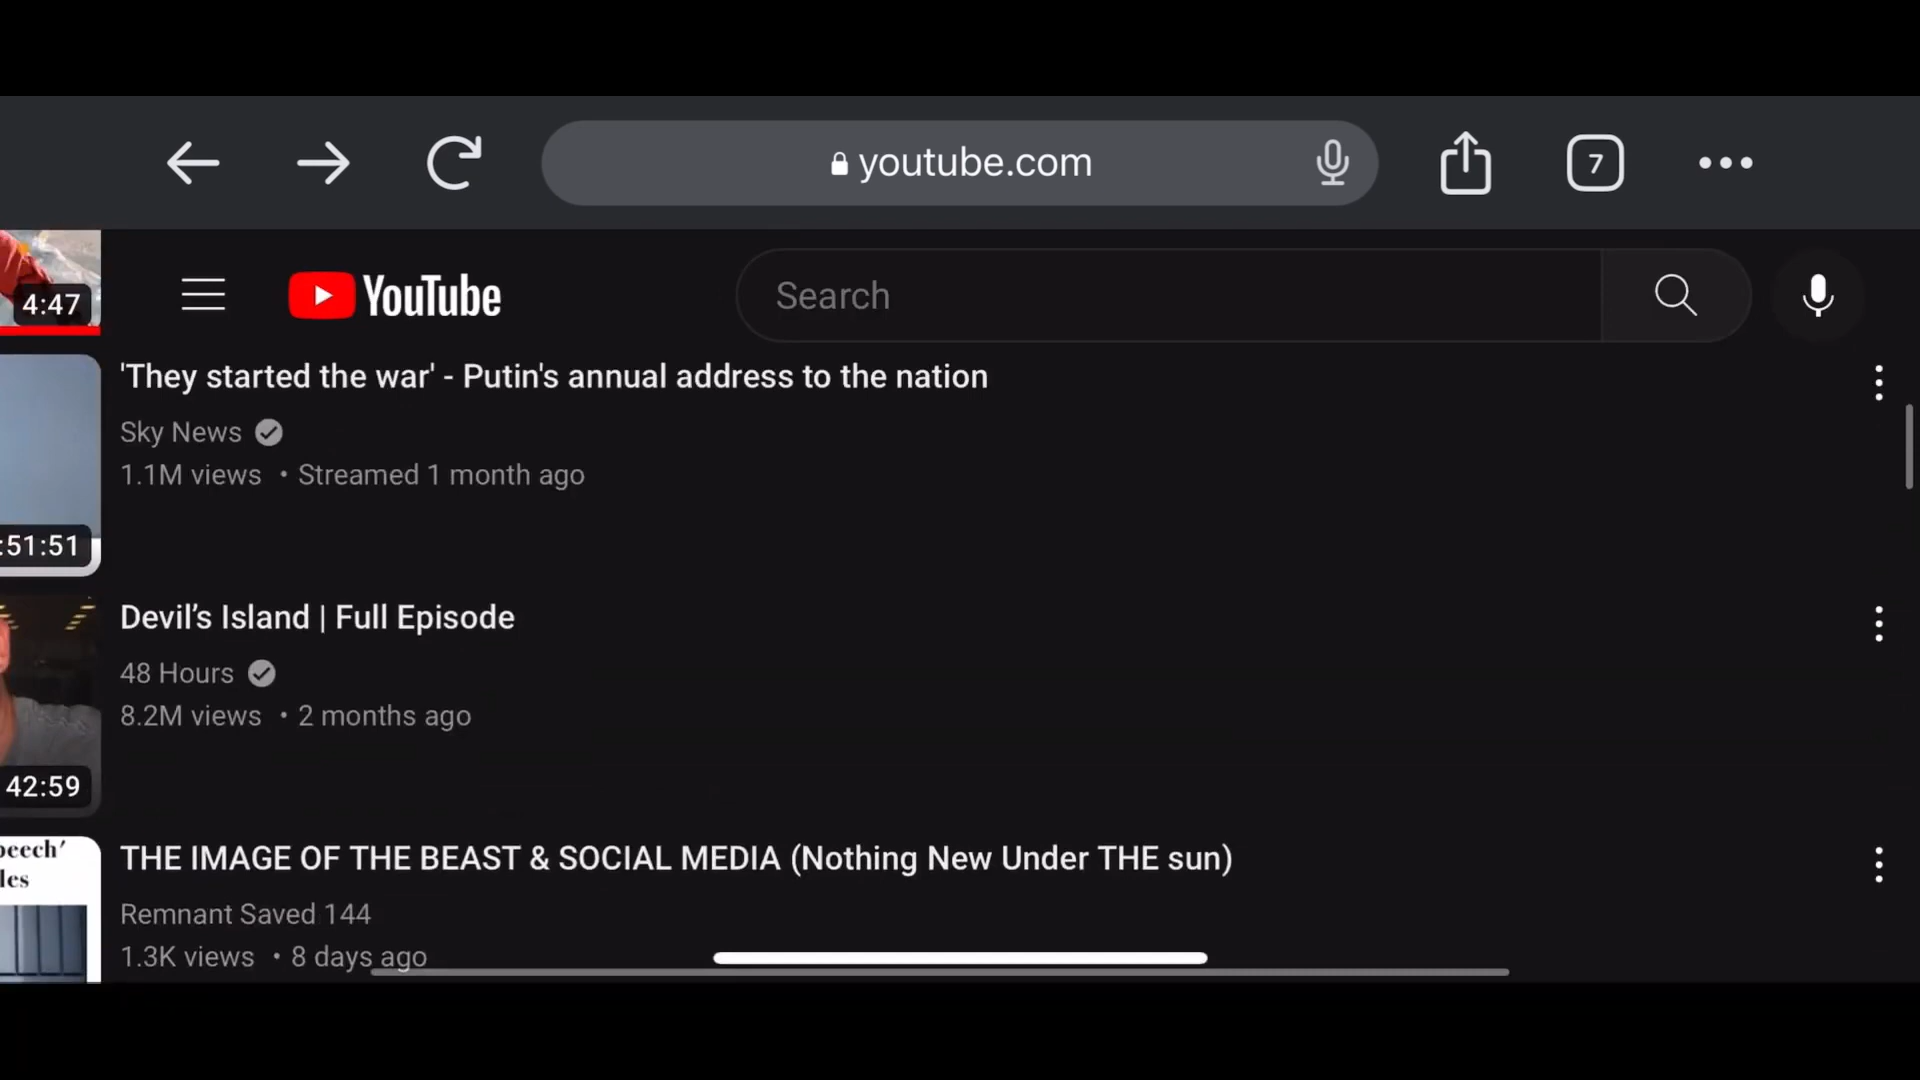 youtube.com
7
4:47
YouTube
Search
'They started the war' - Putin's annual address to the nation
Sky News
1.1M views • Streamed 1 month ago
:51:51
Devil's Island | Full Episode
48 Hours
8.2M views • 2 months ago
42:59
peech'
les
THE IMAGE OF THE BEAST & SOCIAL MEDIA (Nothing New Under THE sun)
Remnant Saved 144
1.3K views • 8 days ago